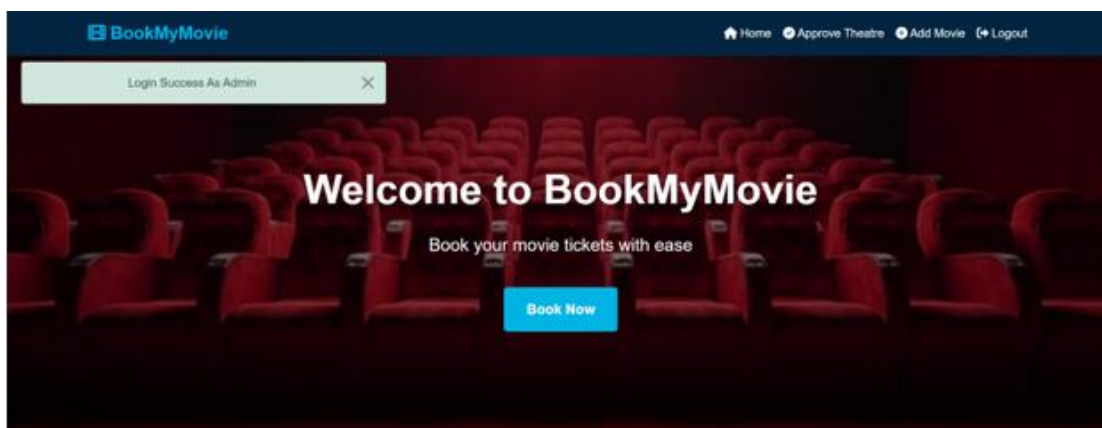 BookMyMovie
Home Approve Theatre Add Movie Logout
Login Success As Admin
Welcome to BookMyMovie
Book your movie tickets with ease
Book Now